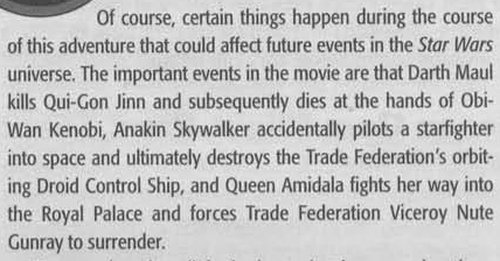 Of course, certain things happen during the course
of this adventure that could affect future events in the Star Wars
universe. The important events in the movie are that Darth Maul
kills Qui-Gon Jinn and subsequently dies at the hands of Obi-
Wan Kenobi, Anakin Skywalker accidentally pilots a starfighter
into space and ultimately destroys the Trade Federation's orbit-
ing Droid Control Ship, and Queen Amidala fights her way into
the Royal Palace and forces Trade Federation Viceroy Nute
Gunray to surrender.